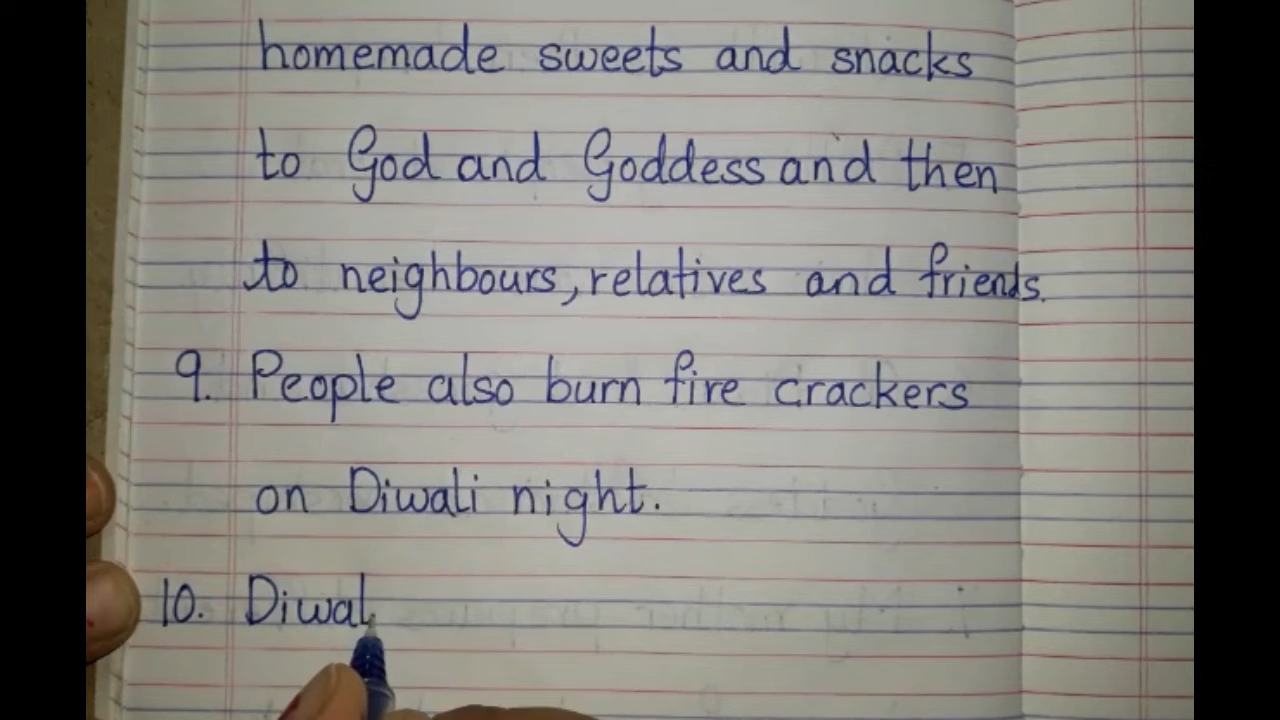 homemade sweets and snacks
to God and Goddess and then
to neighbours, relatives and friends.
9. People also burn fire crackers
on Diwali night.
10. Diwal